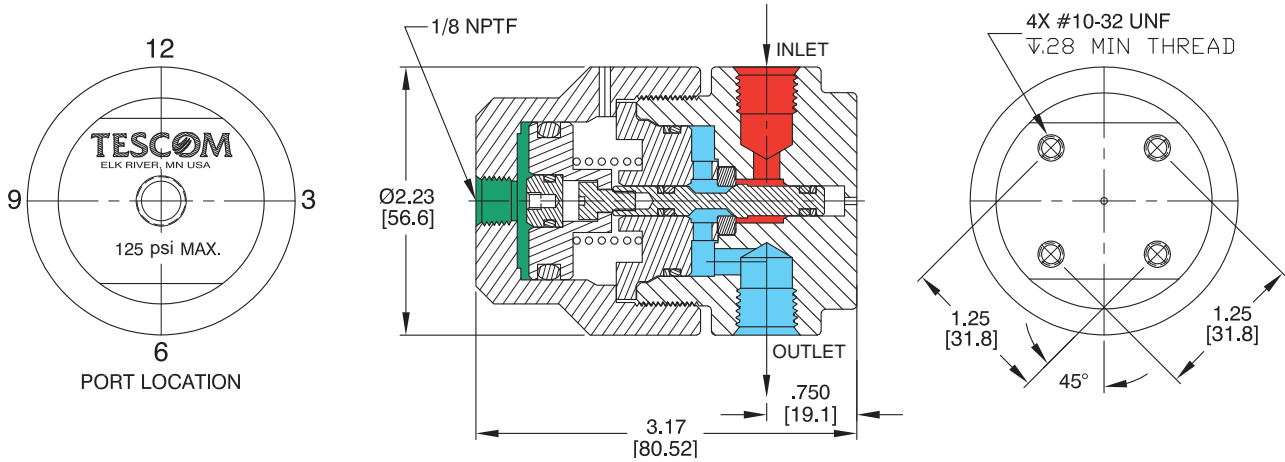 12
TESCOM
ELK RIVER, MN USA
9
3
125 psi MAX.
6
PORT LOCATION
1/8 NPTF
INLET
Ø2.23
[56.6]
OUTLET
.750
[19.1]
3.17
[80.52]
4X #10-32 UNF
↧.28 MIN THREAD
1.25
[31.8]
45°
1.25
[31.8]